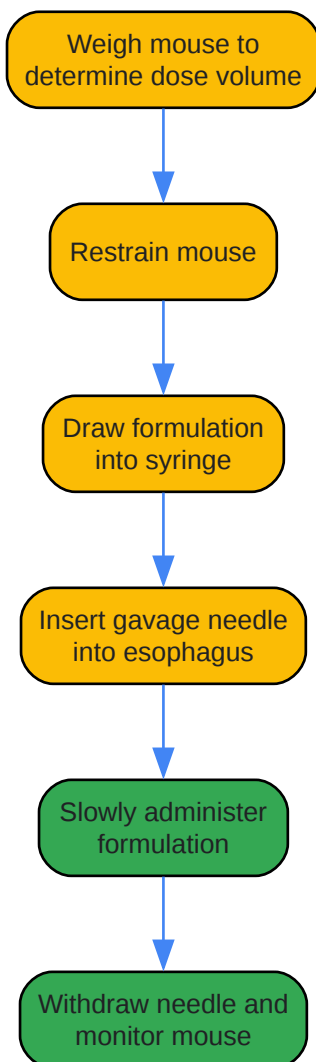 Weigh mouse to
determine dose volume
Restrain mouse
Draw formulation
into syringe
Insert gavage needle
into esophagus
Slowly administer
formulation
Withdraw needle and
monitor mouse